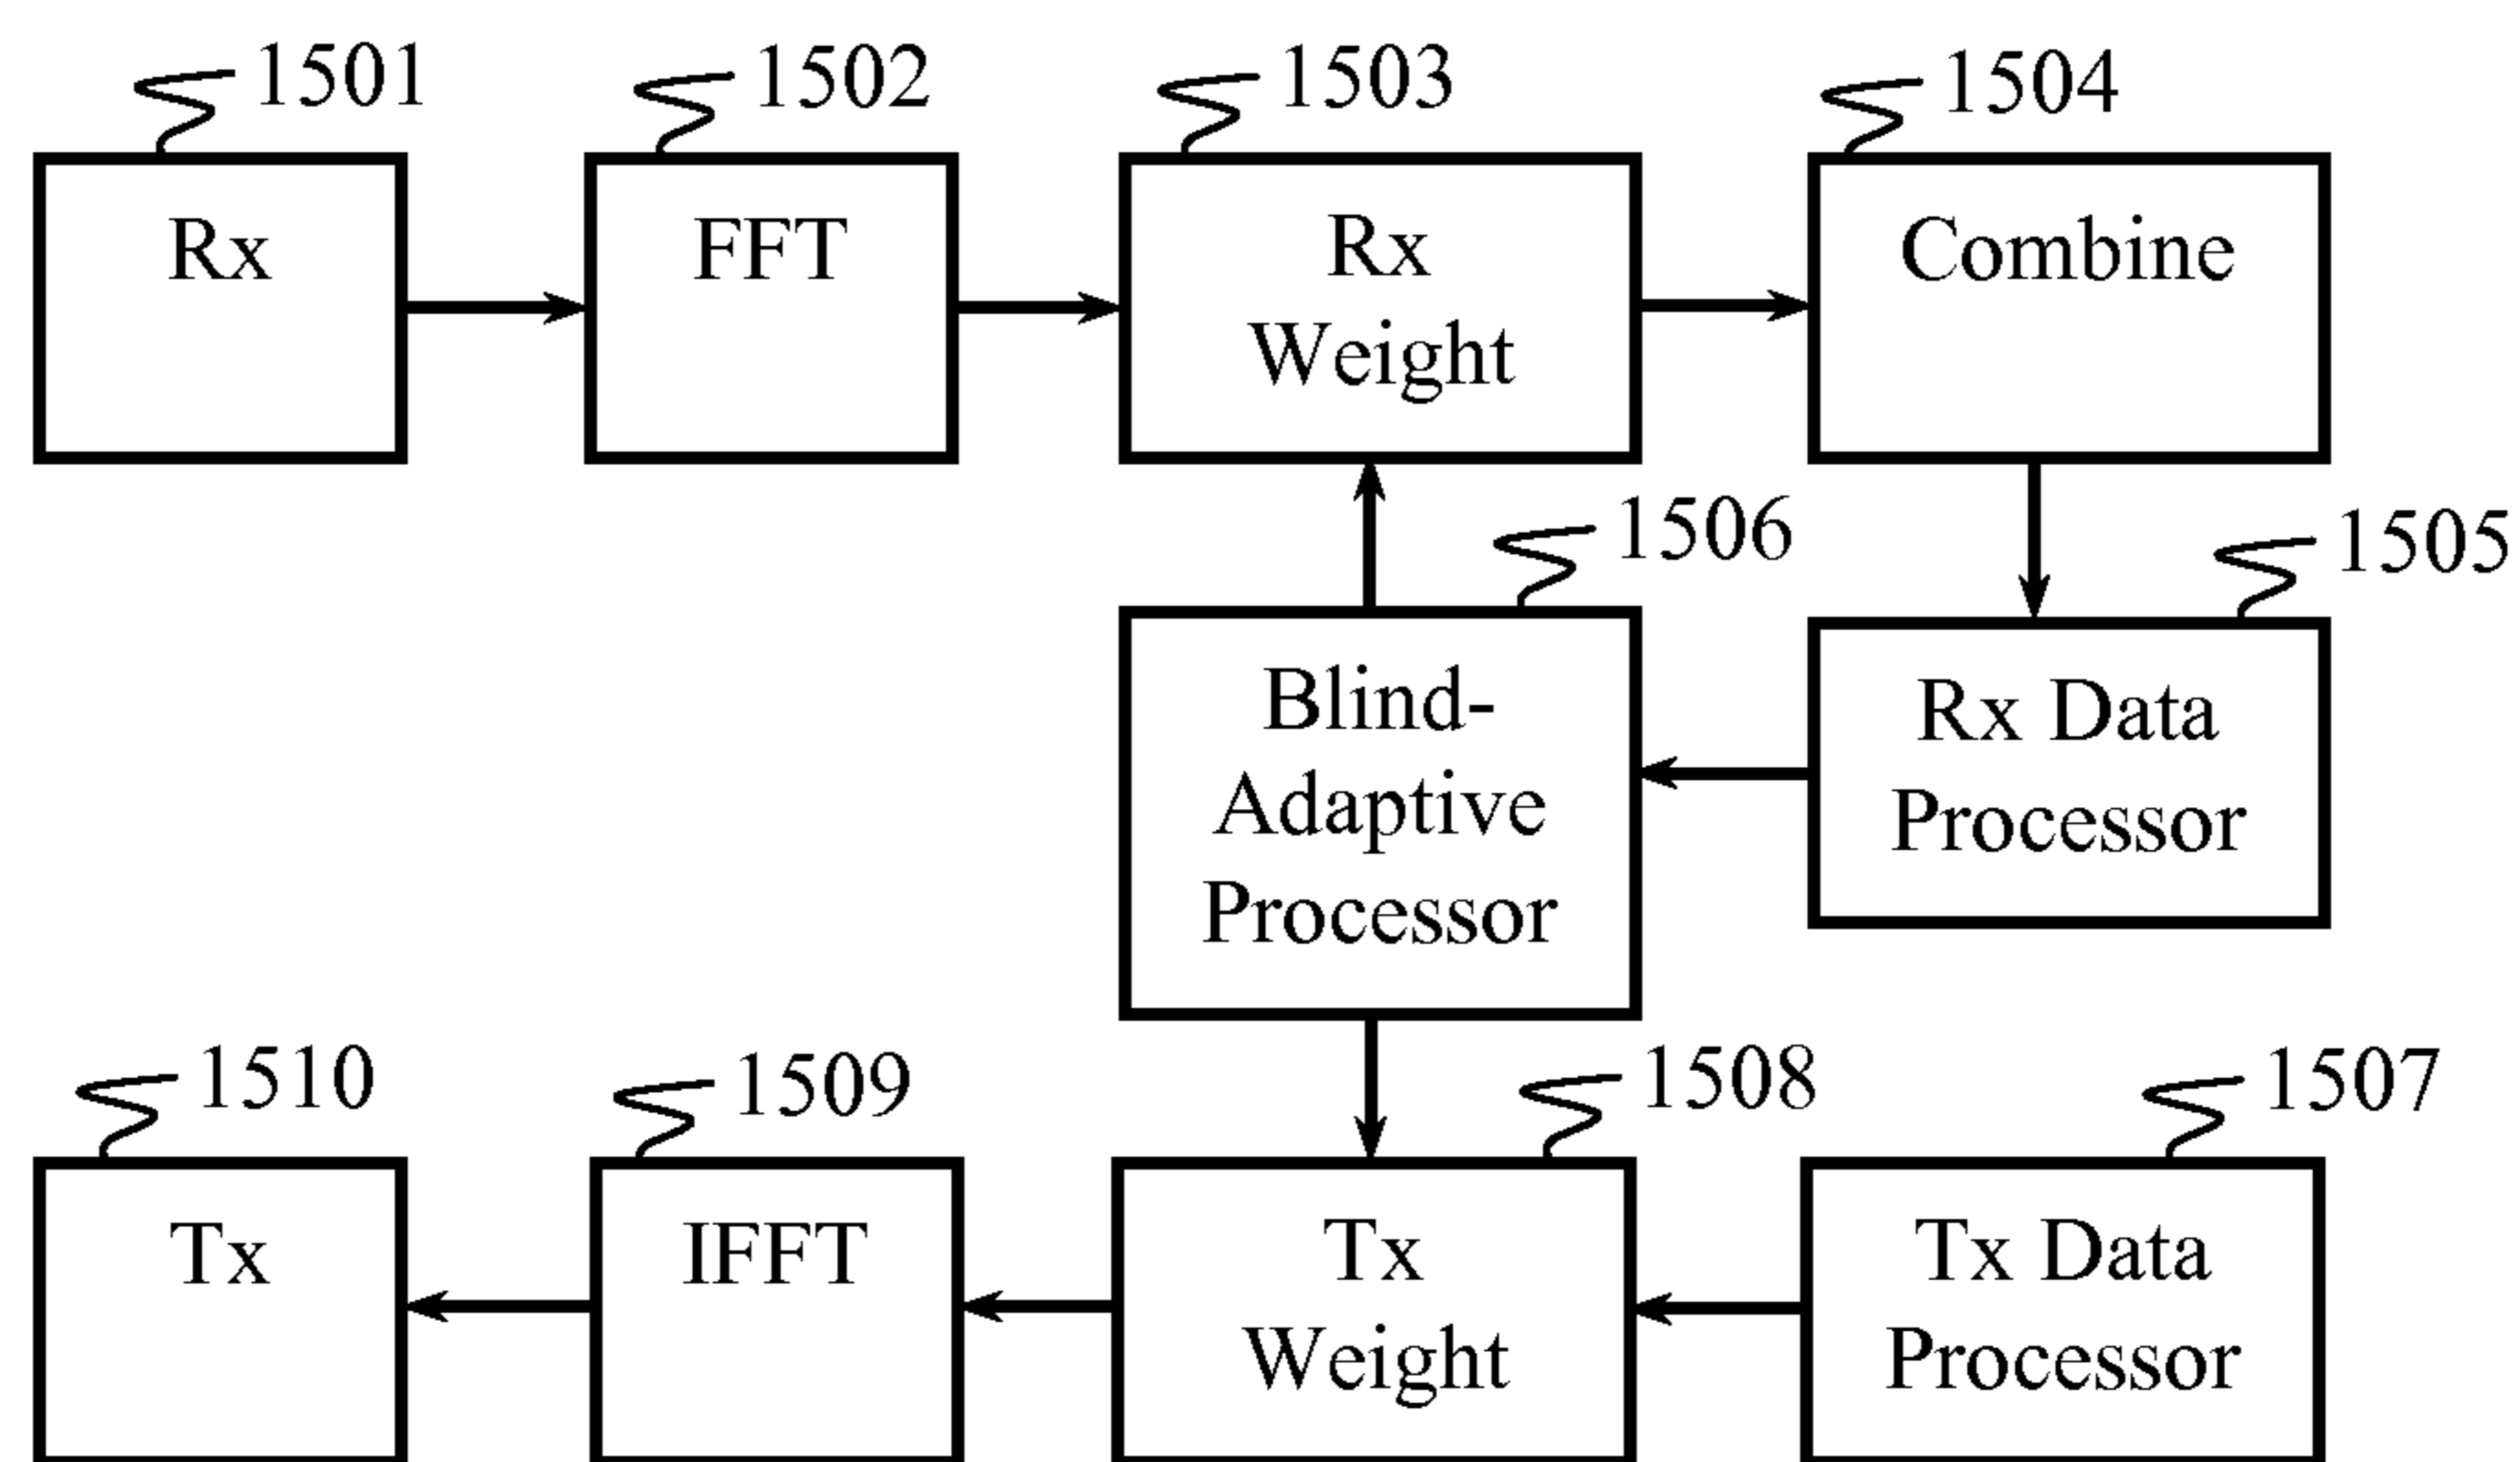 1501
1502
1503
1504
Rx
FFT
Rx
Weight
Combine
1506
1505
Blind-
Adaptive
Processor
Rx Data
Processor
1510
1509
1508
1507
Tx
IFFT
Tx
Weight
Tx Data
Processor